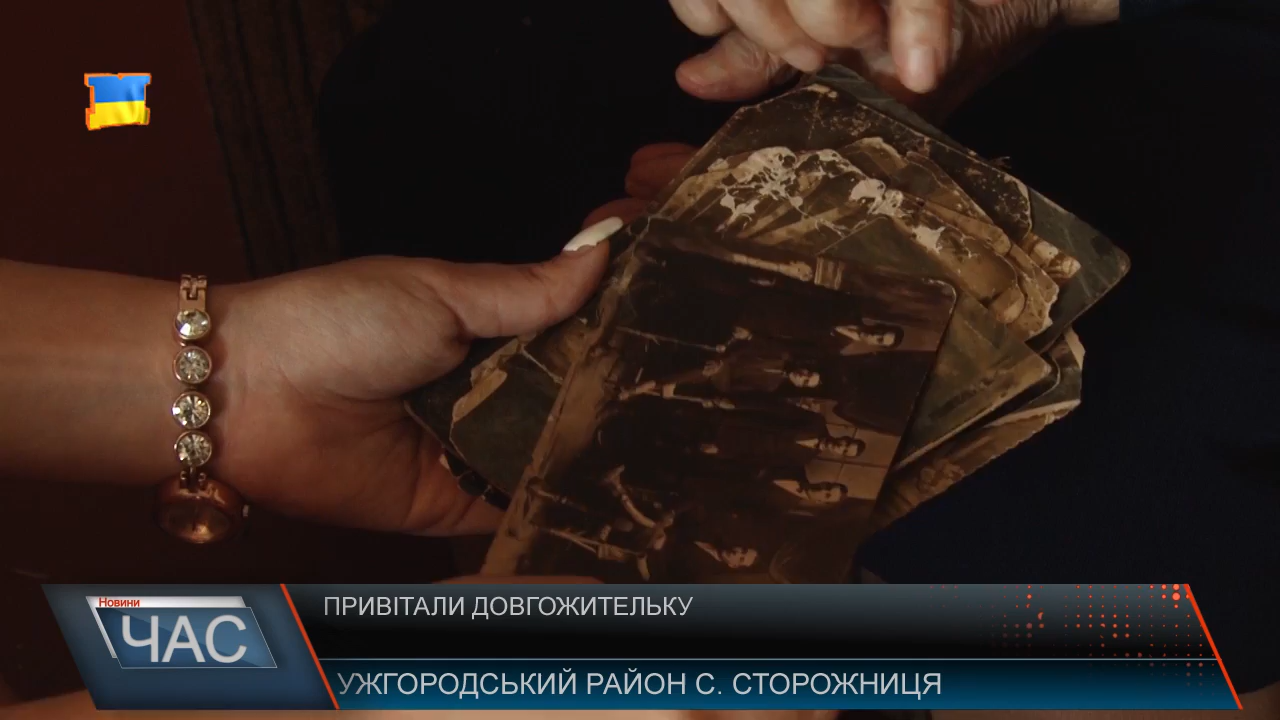 Новини
ЧАС
ПРИВІТАЛИ ДОВГОЖИТЕЛЬКУ
УЖГОРОДСЬКИЙ РАЙОН С. СТОРОЖНИЦЯ